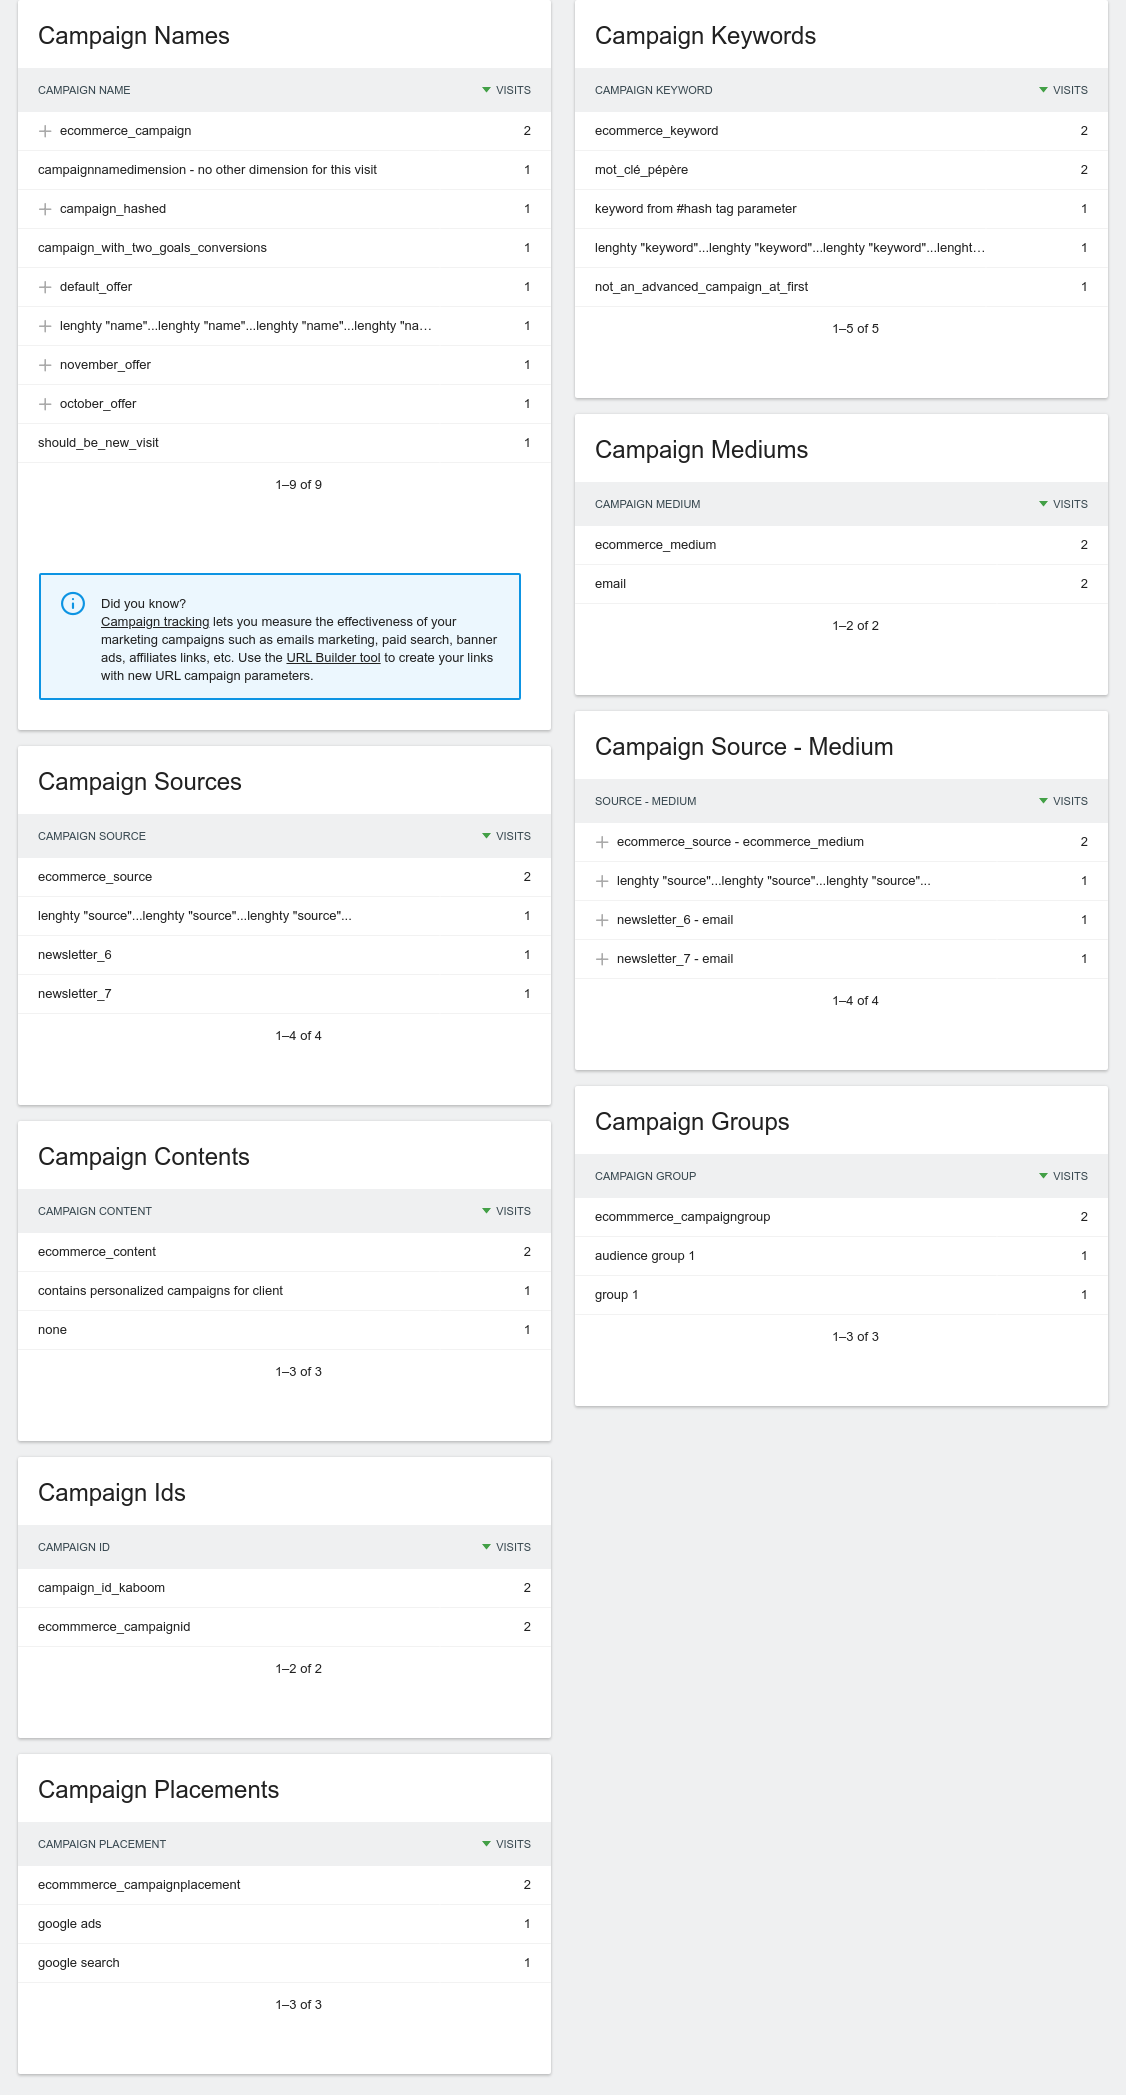 Campaign Names
CAMPAIGN NAME VISITS
ecommerce_campaign 2
campaignnamedimension - no other dimension for this visit 1
campaign_hashed 1
campaign_with_two_goals_conversions 1
default_offer 1
lenghty "name"...lenghty "name"...lenghty "name"...lenghty "na… 1
november_offer 1
october_offer 1
should_be_new_visit 1
1–9 of 9
Did you know?
Campaign tracking lets you measure the effectiveness of your
marketing campaigns such as emails marketing, paid search, banner
ads, affiliates links, etc. Use the URL Builder tool to create your links
with new URL campaign parameters.
Campaign Sources
CAMPAIGN SOURCE VISITS
ecommerce_source 2
lenghty "source"...lenghty "source"...lenghty "source"... 1
newsletter_6 1
newsletter_7 1
1–4 of 4
Campaign Contents
CAMPAIGN CONTENT VISITS
ecommerce_content 2
contains personalized campaigns for client 1
none 1
1–3 of 3
Campaign Ids
CAMPAIGN ID VISITS
campaign_id_kaboom 2
ecommmerce_campaignid 2
1–2 of 2
Campaign Placements
CAMPAIGN PLACEMENT VISITS
ecommmerce_campaignplacement 2
google ads 1
google search 1
1–3 of 3
Campaign Keywords
CAMPAIGN KEYWORD VISITS
ecommerce_keyword 2
mot_clé_pépère 2
keyword from #hash tag parameter 1
lenghty "keyword"...lenghty "keyword"...lenghty "keyword"...lenght… 1
not_an_advanced_campaign_at_first 1
1–5 of 5
Campaign Mediums
CAMPAIGN MEDIUM VISITS
ecommerce_medium 2
email 2
1–2 of 2
Campaign Source - Medium
SOURCE - MEDIUM VISITS
ecommerce_source - ecommerce_medium 2
lenghty "source"...lenghty "source"...lenghty "source"... 1
newsletter_6 - email 1
newsletter_7 - email 1
1–4 of 4
Campaign Groups
CAMPAIGN GROUP VISITS
ecommmerce_campaigngroup 2
audience group 1 1
group 1 1
1–3 of 3